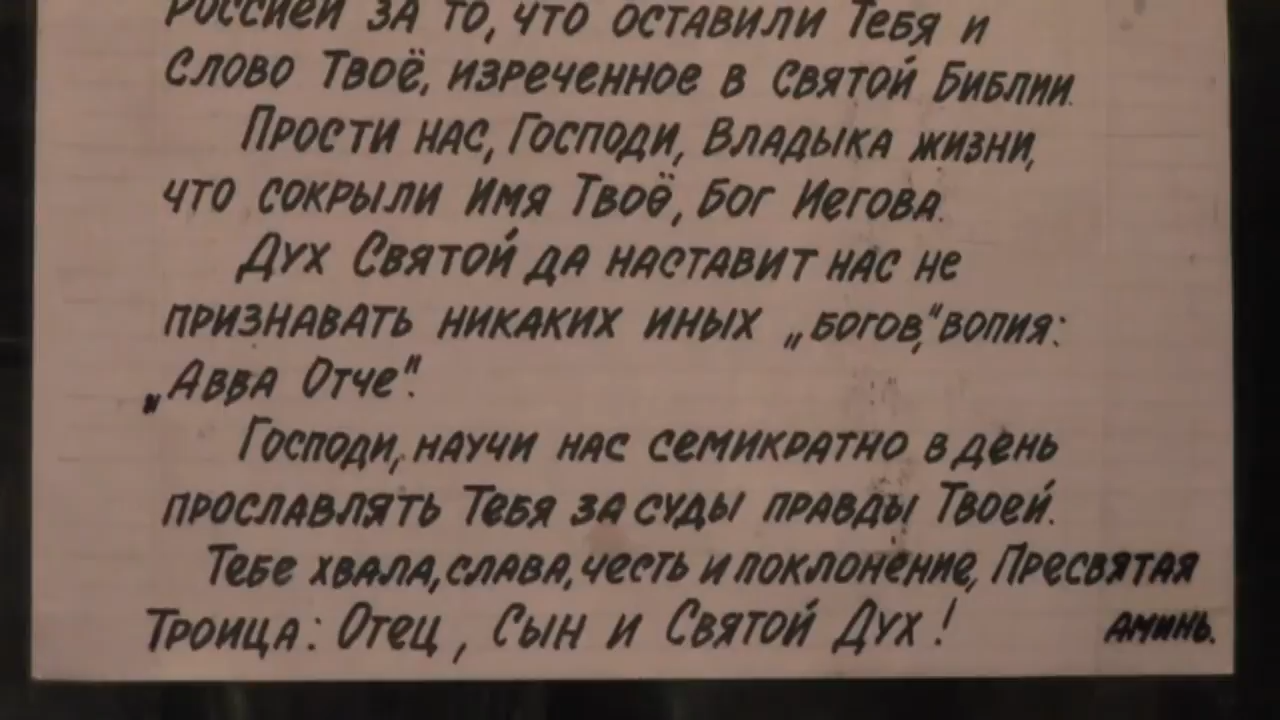 Россией за то, что оставили Тебя и
Слово Твоё, изреченное в Святой Библии.
Прости нас, Господи, Владыка жизни,
что сокрыли Имя Твоё, Бог Иегова.
Дух Святой да наставит нас не
признавать никаких иных „богов," вопия:
„Авва Отче".
Господи, научи нас семикратно в день
прославлять Тебя за суды правды Твоей.
Тебе хвала, слава, честь и поклонение, Пресвятая
Троица: Отец, Сын и Святой Дух! аминь.